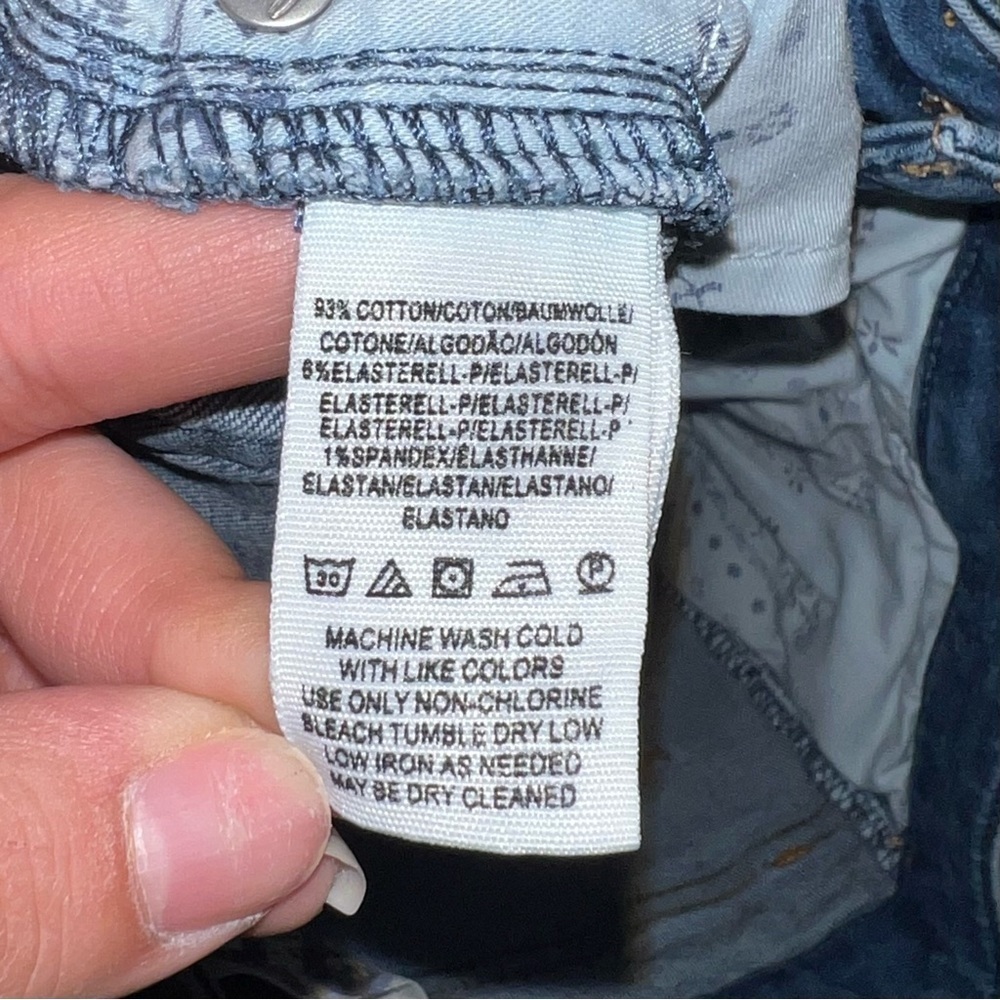 93% COTTON/COTON/BAUMWOLLE/
COTONE/ALGODÃO/ALGODÓN
6%ELASTERELL-P/ELASTERELL-P/
ELASTERELL-P/ELASTERELL-P/
ELASTERELL-P/ELASTERELL-P
1%SPANDEX/ÉLASTHANNE/
ELASTAN/ELASTAN/ELASTANO/
ELASTANO
30 P
MACHINE WASH COLD
WITH LIKE COLORS
USE ONLY NON-CHLORINE
BLEACH TUMBLE DRY LOW
LOW IRON AS NEEDED
MAY BE DRY CLEANED